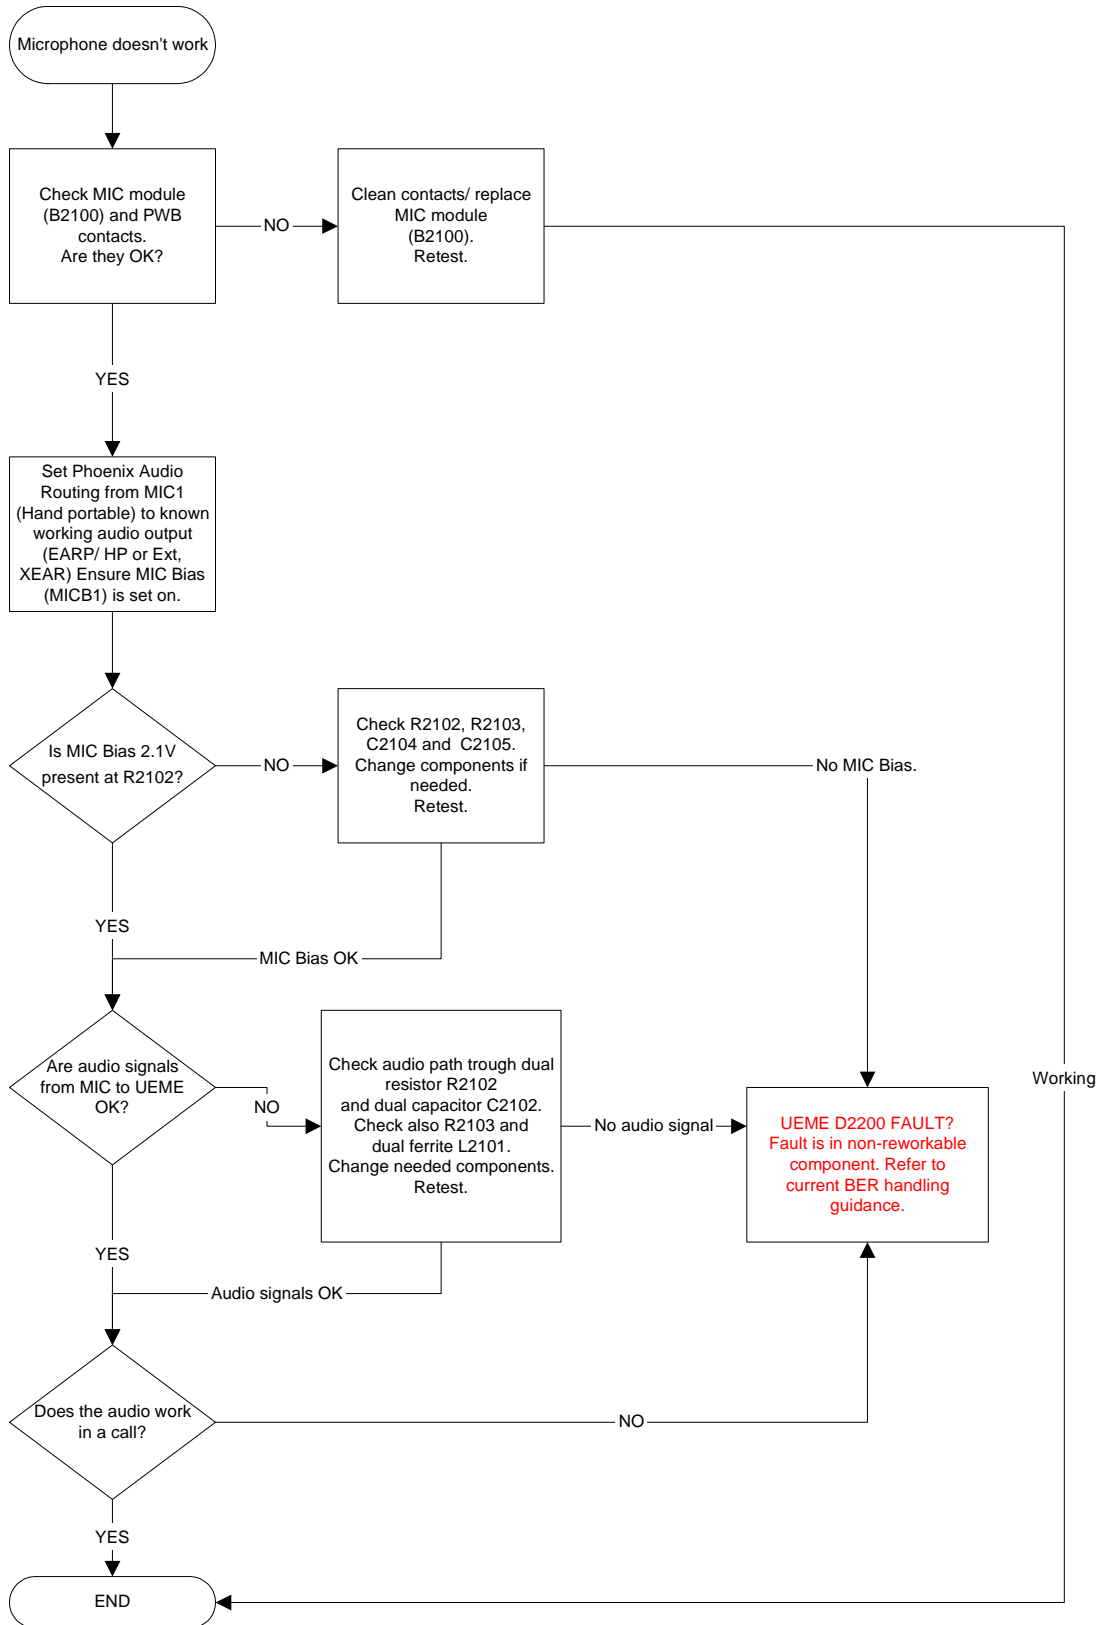 Microphone doesn't work
Check MIC module
(B2100) and PWB
contacts.
Are they OK?
NO
Clean contacts/ replace
MIC module
(B2100).
Retest.
YES
Set Phoenix Audio
Routing from MIC1
(Hand portable) to known
working audio output
(EARP/ HP or Ext,
XEAR) Ensure MIC Bias
(MICB1) is set on.
Is MIC Bias 2.1V
present at R2102?
NO
Check R2102, R2103,
C2104 and C2105.
Change components if
needed.
Retest.
No MIC Bias.
YES
MIC Bias OK
Are audio signals
from MIC to UEME
OK?
NO
Check audio path trough dual
resistor R2102
and dual capacitor C2102.
Check also R2103 and
dual ferrite L2101.
Change needed components.
Retest.
No audio signal
UEME D2200 FAULT?
Fault is in non-reworkable
component. Refer to
current BER handling
guidance.
Working
YES
Audio signals OK
Does the audio work
in a call?
NO
YES
END